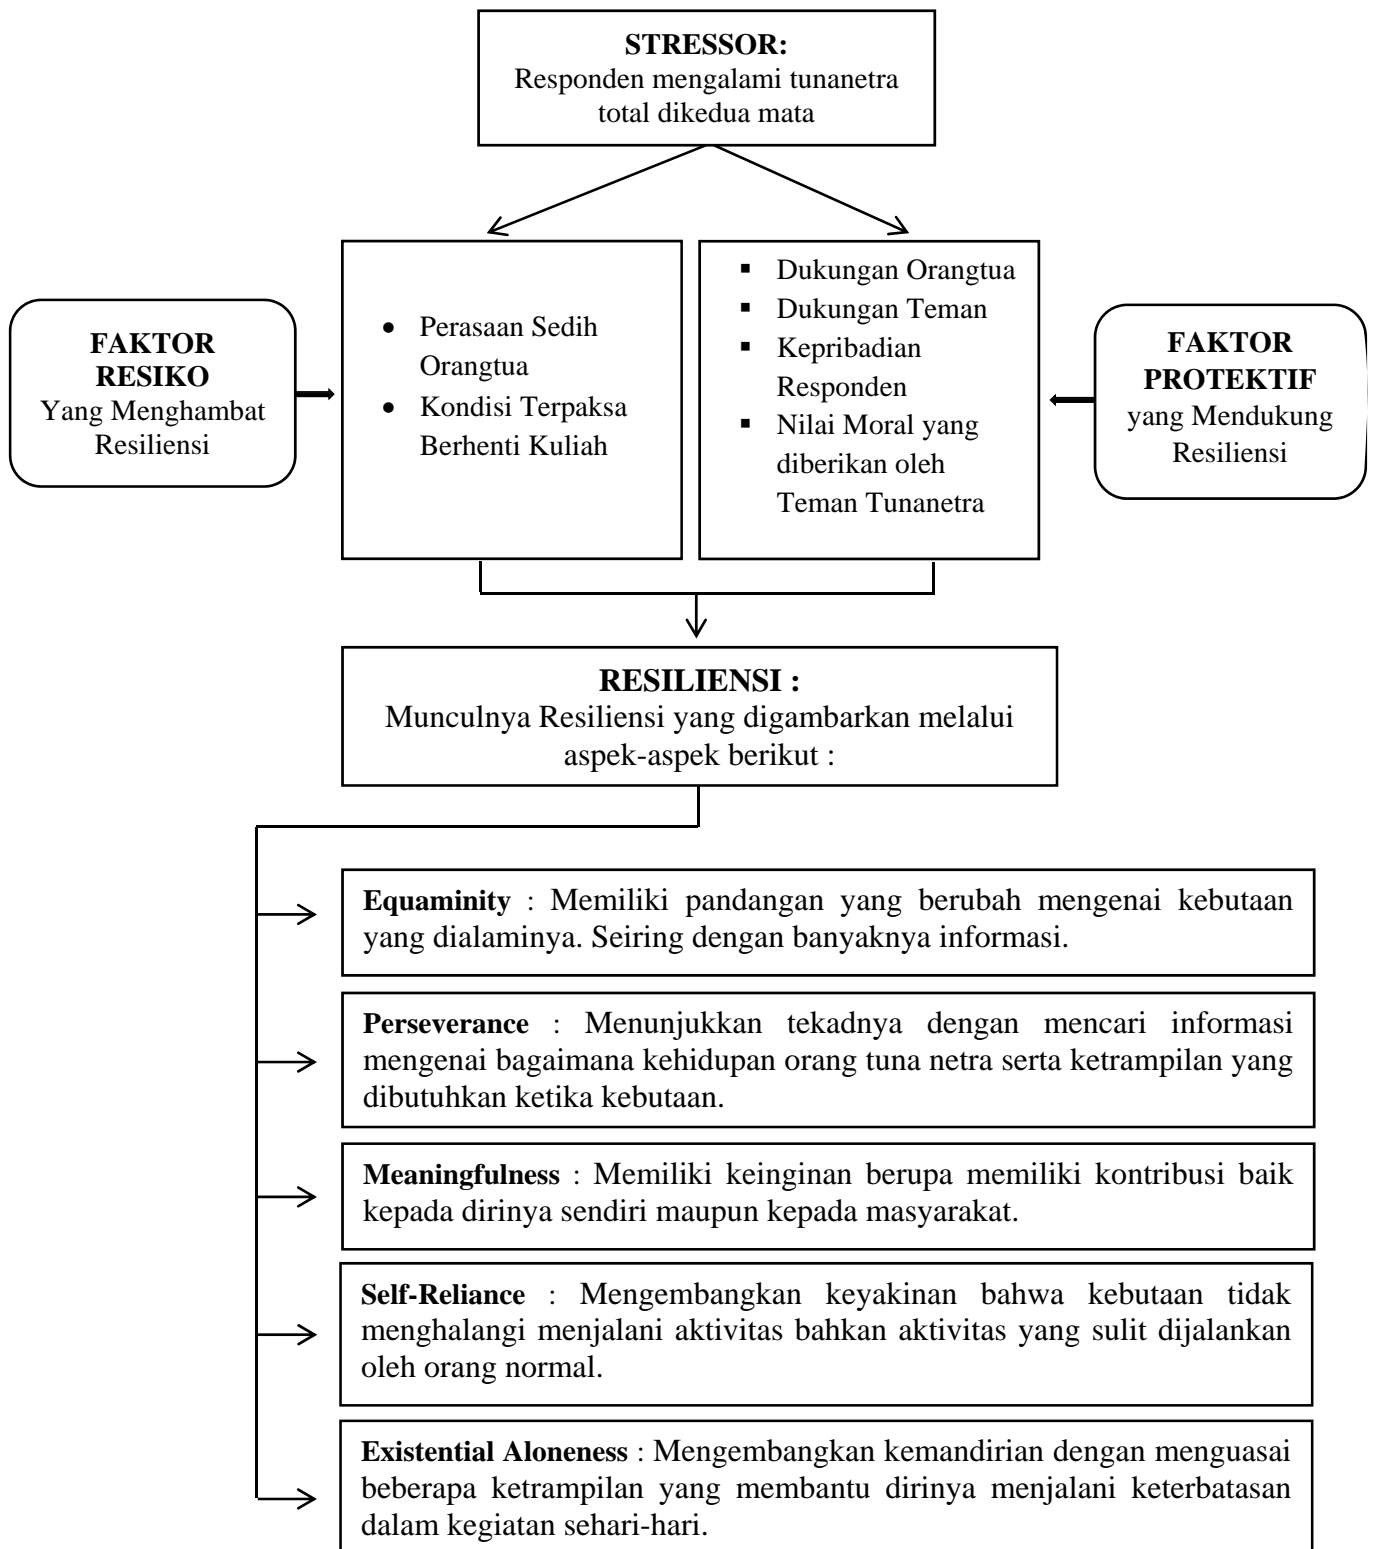 STRESSOR:
Responden mengalami tunanetra
total dikedua mata
FAKTOR
RESIKO
Yang Menghambat
Resiliensi
• Perasaan Sedih
Orangtua
• Kondisi Terpaksa
Berhenti Kuliah
▪ Dukungan Orangtua
▪ Dukungan Teman
▪ Kepribadian
Responden
▪ Nilai Moral yang
diberikan oleh
Teman Tunanetra
FAKTOR
PROTEKTIF
yang Mendukung
Resiliensi
RESILIENSI :
Munculnya Resiliensi yang digambarkan melalui
aspek-aspek berikut :
Equaminity : Memiliki pandangan yang berubah mengenai kebutaan
yang dialaminya. Seiring dengan banyaknya informasi.
Perseverance : Menunjukkan tekadnya dengan mencari informasi
mengenai bagaimana kehidupan orang tuna netra serta ketrampilan yang
dibutuhkan ketika kebutaan.
Meaningfulness : Memiliki keinginan berupa memiliki kontribusi baik
kepada dirinya sendiri maupun kepada masyarakat.
Self-Reliance : Mengembangkan keyakinan bahwa kebutaan tidak
menghalangi menjalani aktivitas bahkan aktivitas yang sulit dijalankan
oleh orang normal.
Existential Aloneness : Mengembangkan kemandirian dengan menguasai
beberapa ketrampilan yang membantu dirinya menjalani keterbatasan
dalam kegiatan sehari-hari.